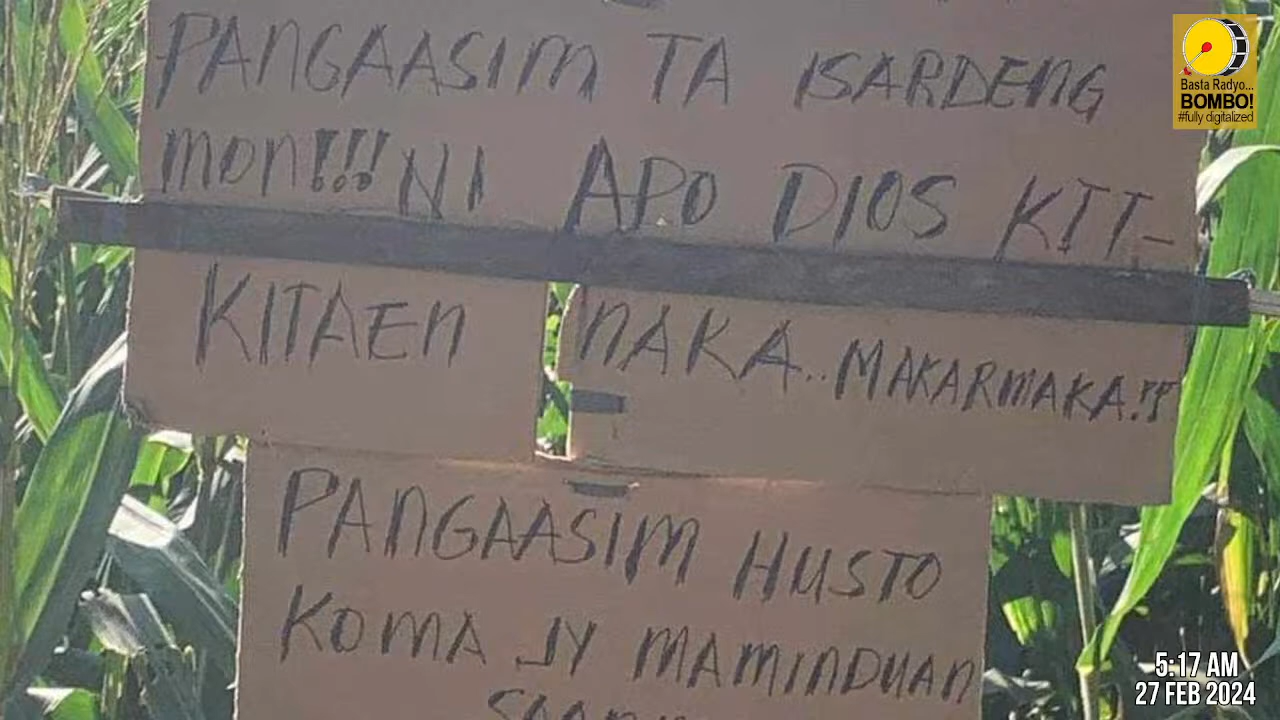 PANGAASIM TA ISARDENG
MON!!! NI APO DIOS KIT-
KITAEN NAKA.. MAKARMAKA.!!
PANGAASIM HUSTO
KOMA JY MAMINDUAN
Basta Radyo...
BOMBO!
#fully digitalized
5:17 AM
27 FEB 2024